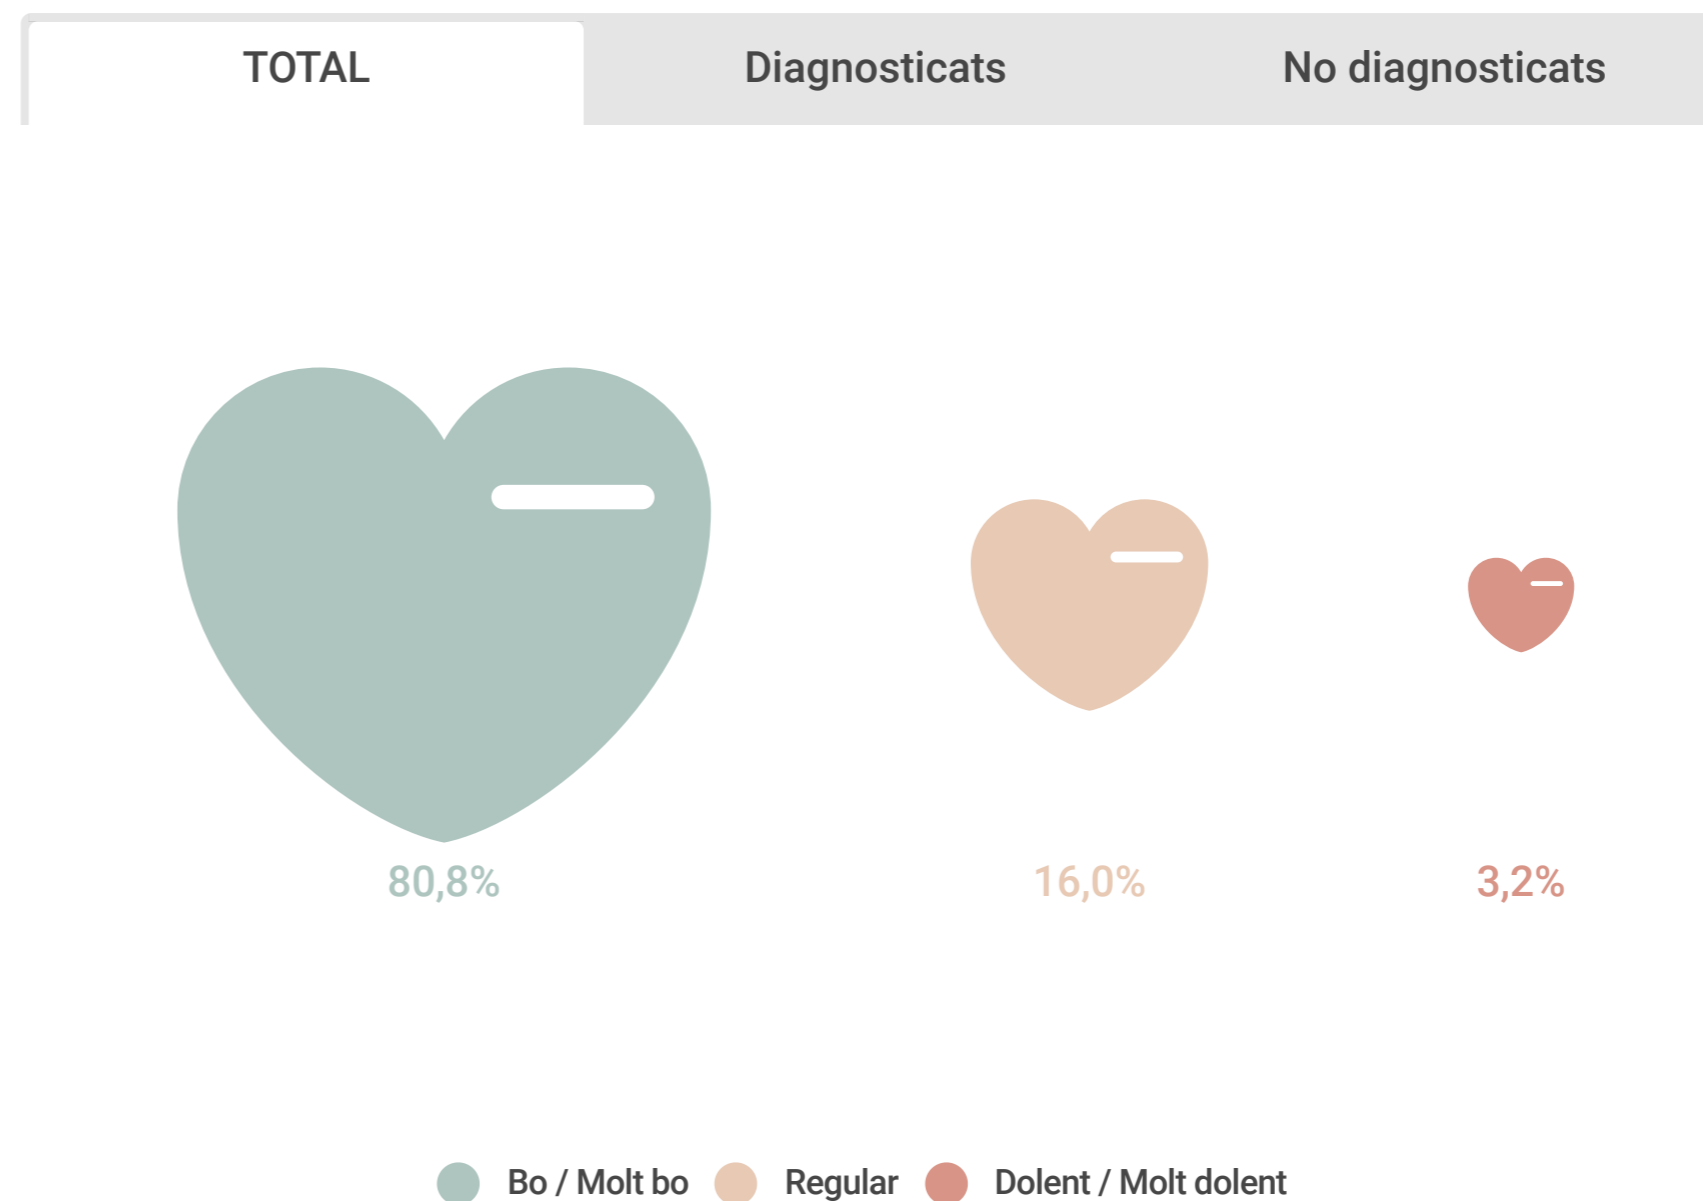 TOTAL Diagnosticats No diagnosticats
80,8% 16,0% 3,2%
Bo / Molt bo Regular Dolent / Molt dolent